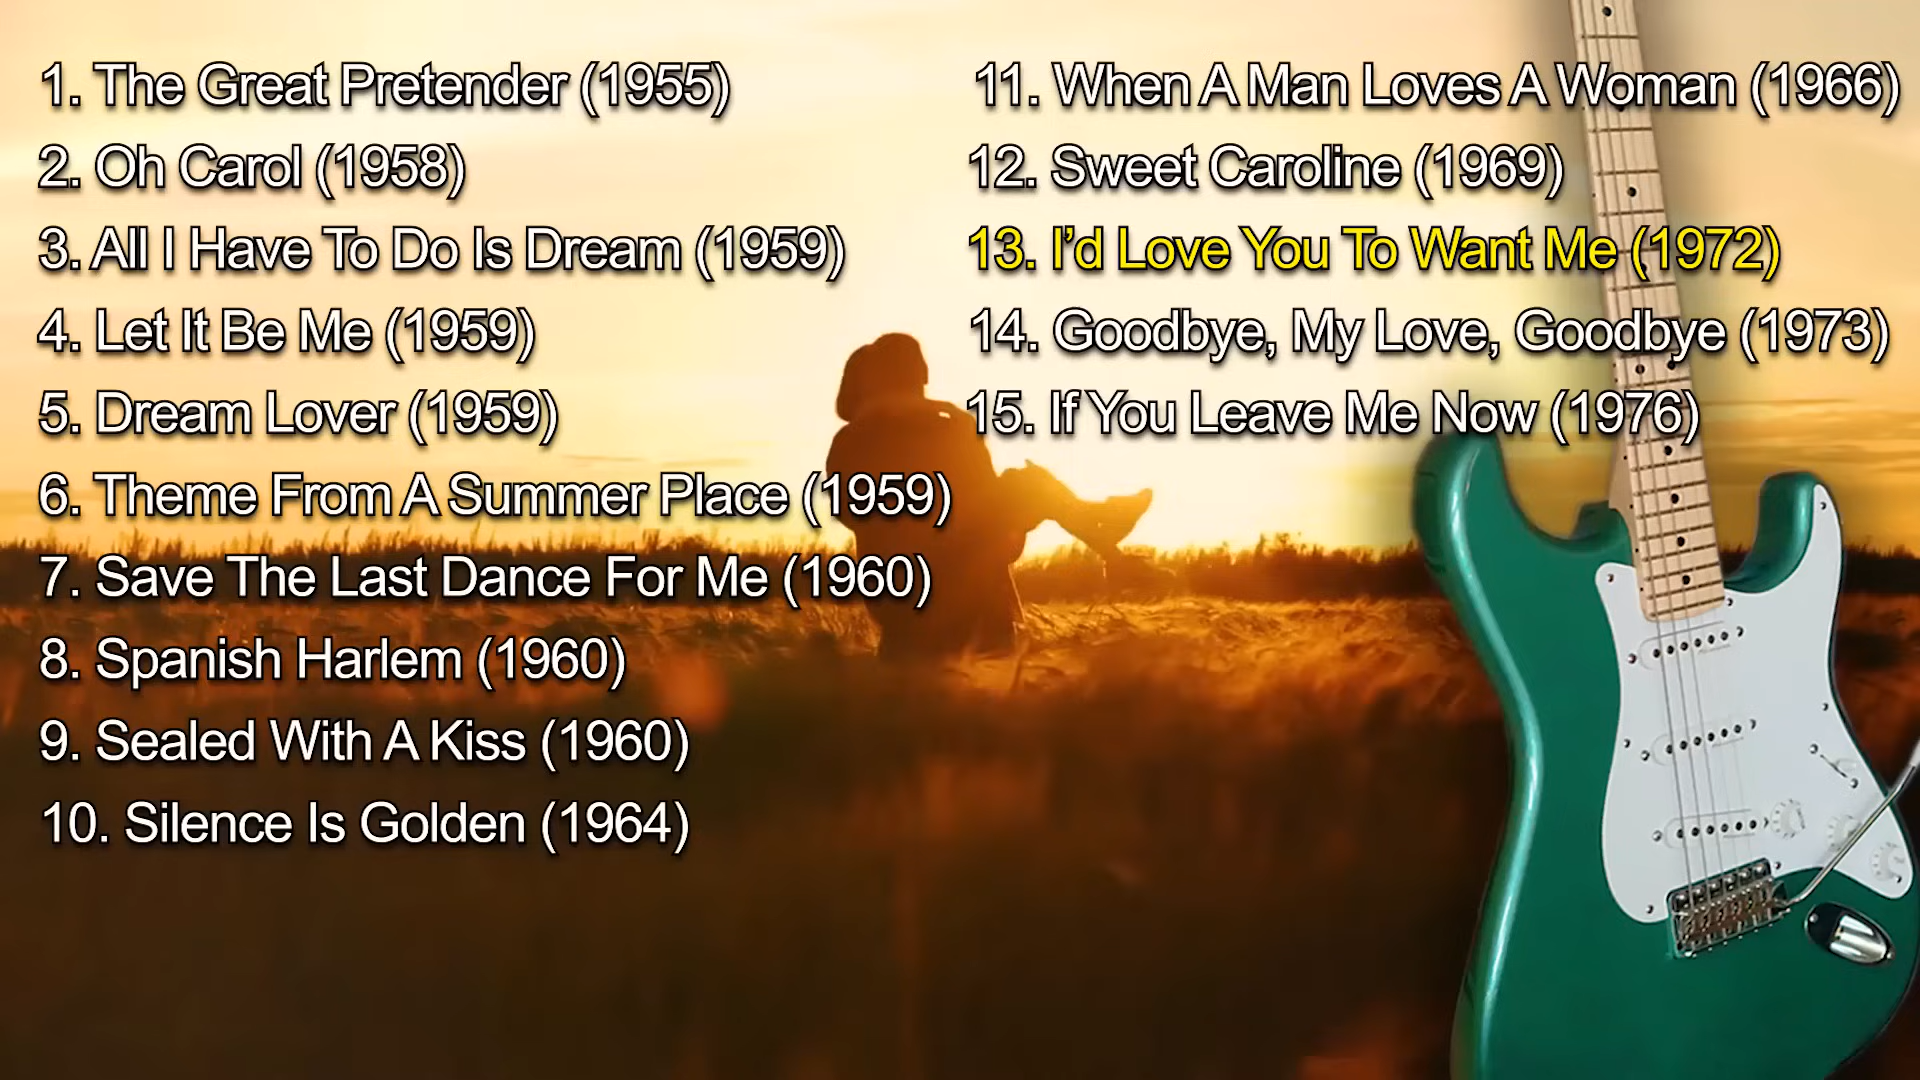 1. The Great Pretender (1955)
2. Oh Carol (1958)
3. All I Have To Do Is Dream (1959)
4. Let It Be Me (1959)
5. Dream Lover (1959)
6. Theme From A Summer Place (1959)
7. Save The Last Dance For Me (1960)
8. Spanish Harlem (1960)
9. Sealed With A Kiss (1960)
10. Silence Is Golden (1964)
11. When A Man Loves A Woman (1966)
12. Sweet Caroline (1969)
13. I’d Love You To Want Me (1972)
14. Goodbye, My Love, Goodbye (1973)
15. If You Leave Me Now (1976)